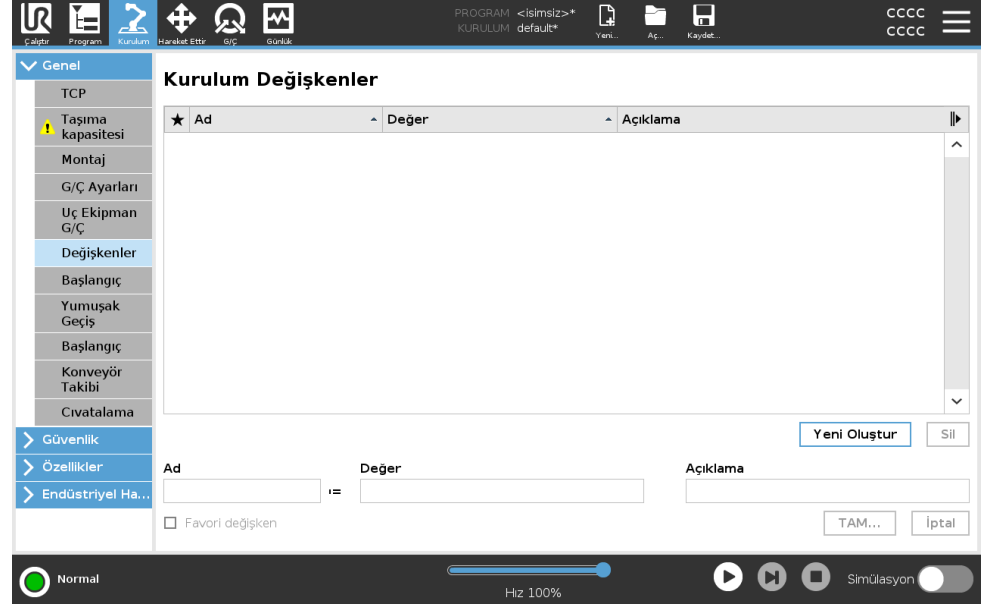 UR
Çalıştır
Program
Kurulum
Hareket Ettir
G/Ç
Günlük
PROGRAM <isimsiz>*
KURULUM default*
Yeni...
Aç...
Kaydet...
CCCC
CCCC
Genel
TCP
Taşıma
kapasitesi
Montaj
G/Ç Ayarları
Uç Ekipman
G/Ç
Değişkenler
Başlangıç
Yumuşak
Geçiş
Başlangıç
Konveyör
Takibi
Cıvatalama
Güvenlik
Özellikler
Endüstriyel Ha...
Kurulum Değişkenler
Ad Değer Açıklama
Yeni Oluştur Sil
Ad Değer Açıklama
:=
Favori değişken
TAM... İptal
Normal
Hız 100%
Simülasyon